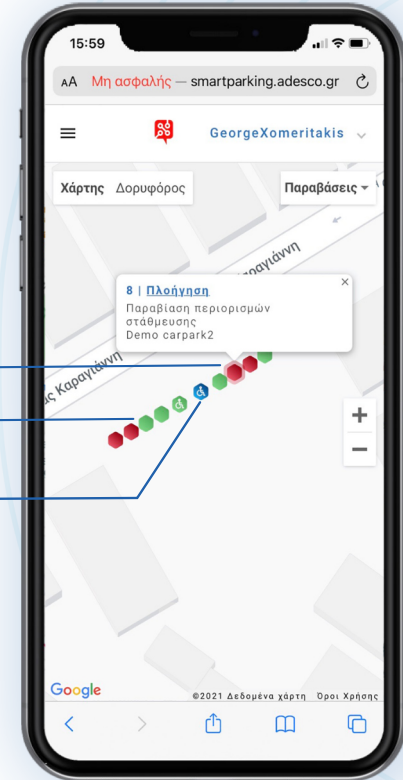 15:59
AA Μη ασφαλής — smartparking.adesco.gr
GeorgeXomeritakis
Χάρτης Δορυφόρος
Παραβάσεις
8 | Πλοήγηση
Παραβίαση περιορισμών
στάθμευσης
Demo carpark2
Καραγιάννη
Google
©2021 Δεδομένα χάρτη Όροι Χρήσης